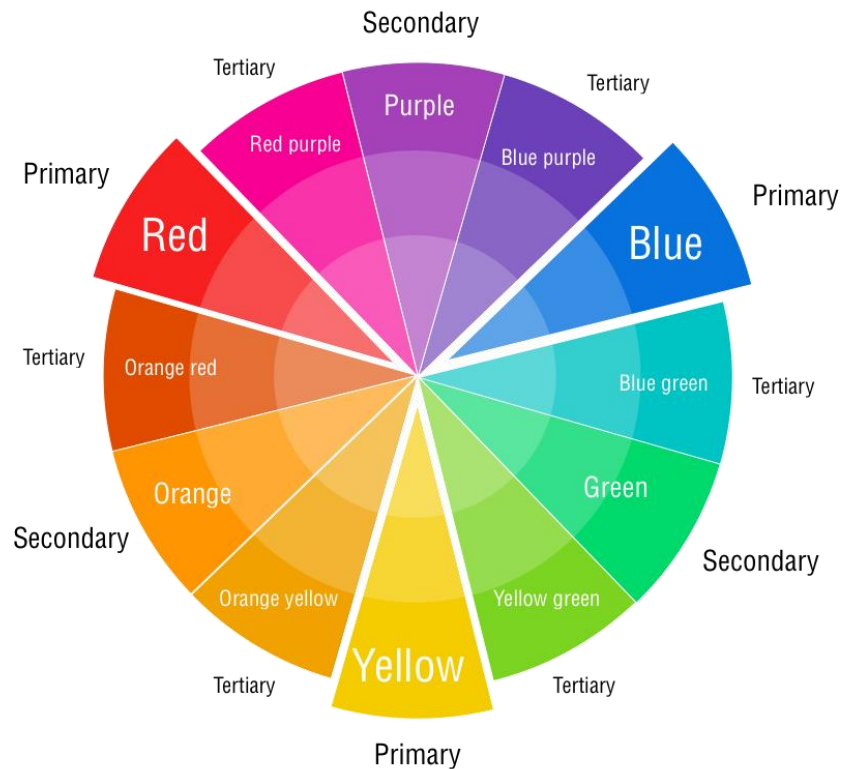 Secondary
Tertiary
Tertiary
Purple
Red purple
Blue purple
Primary
Primary
Red
Blue
Tertiary
Orange red
Blue green
Tertiary
Orange
Green
Secondary
Secondary
Orange yellow
Yellow green
Yellow
Tertiary
Tertiary
Primary